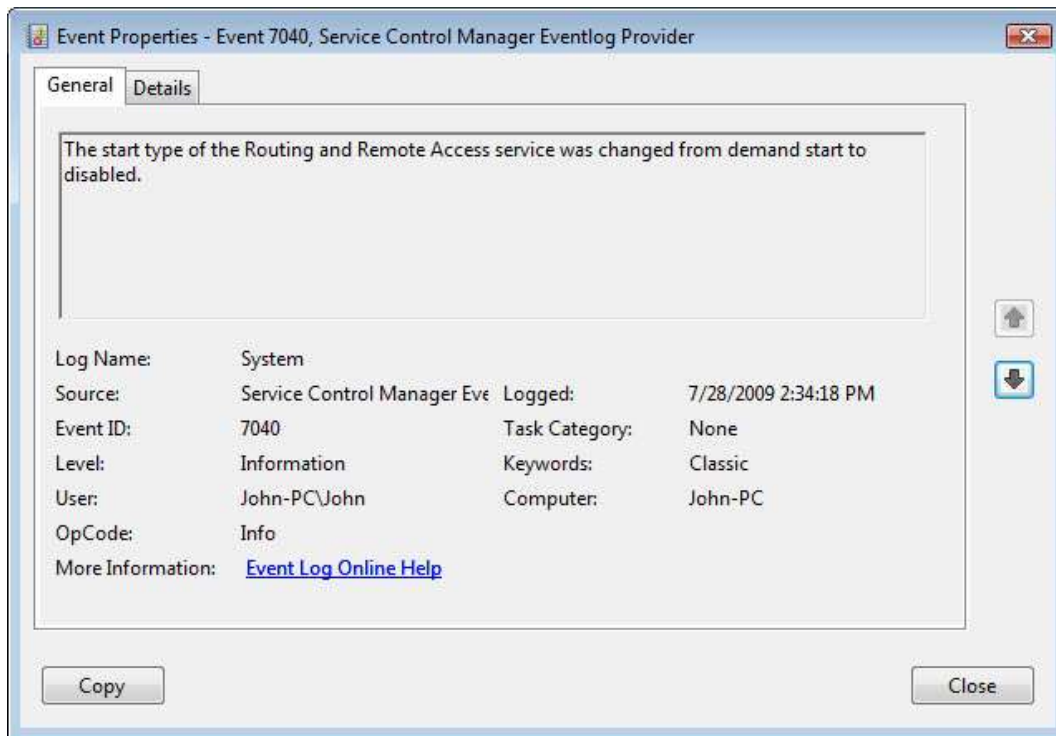 Event Properties - Event 7040, Service Control Manager Eventlog Provider
General Details
The start type of the Routing and Remote Access service was changed from demand start to
disabled.
Log Name: System
Source: Service Control Manager Eve Logged: 7/28/2009 2:34:18 PM
Event ID: 7040 Task Category: None
Level: Information Keywords: Classic
User: John-PC\John Computer: John-PC
OpCode: Info
More Information: Event Log Online Help
Copy Close